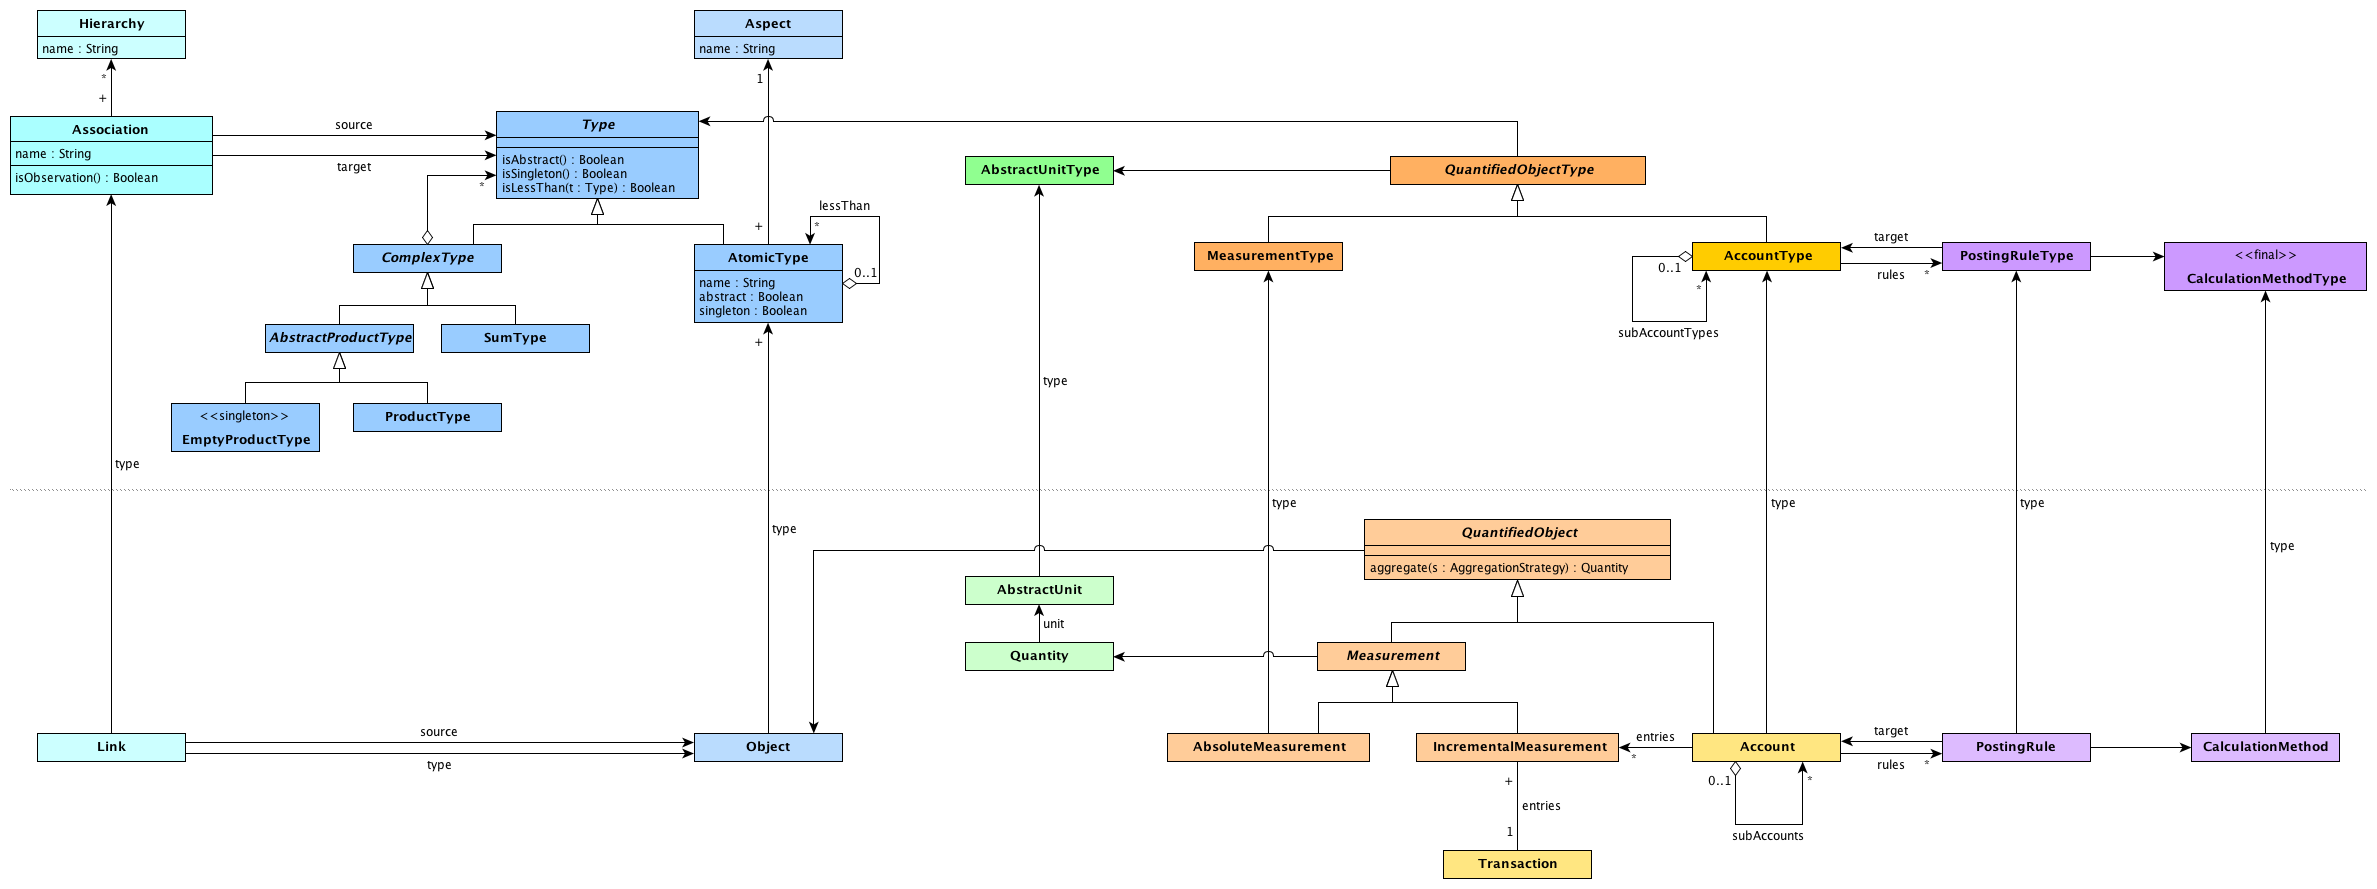 Hierarchy
name : String
*
+
Association
name : String
isObservation() : Boolean
source
target
Type
isAbstract() : Boolean
isSingleton() : Boolean
isLessThan(t : Type) : Boolean
*
Aspect
name : String
1
+
lessThan
*
0..1
ComplexType
AtomicType
name : String
abstract : Boolean
singleton : Boolean
+
AbstractProductType
SumType
<<singleton>>
EmptyProductType
ProductType
AbstractUnitType
QuantifiedObjectType
MeasurementType
AccountType
0..1
*
subAccountTypes
target
rules
*
PostingRuleType
<<final>>
CalculationMethodType
type
type
type
type
type
type
type
QuantifiedObject
aggregate(s : AggregationStrategy) : Quantity
AbstractUnit
unit
Quantity
Measurement
Link
source
type
Object
AbsoluteMeasurement
IncrementalMeasurement
entries
*
Account
target
rules
*
PostingRule
CalculationMethod
0..1
*
subAccounts
+
entries
1
Transaction